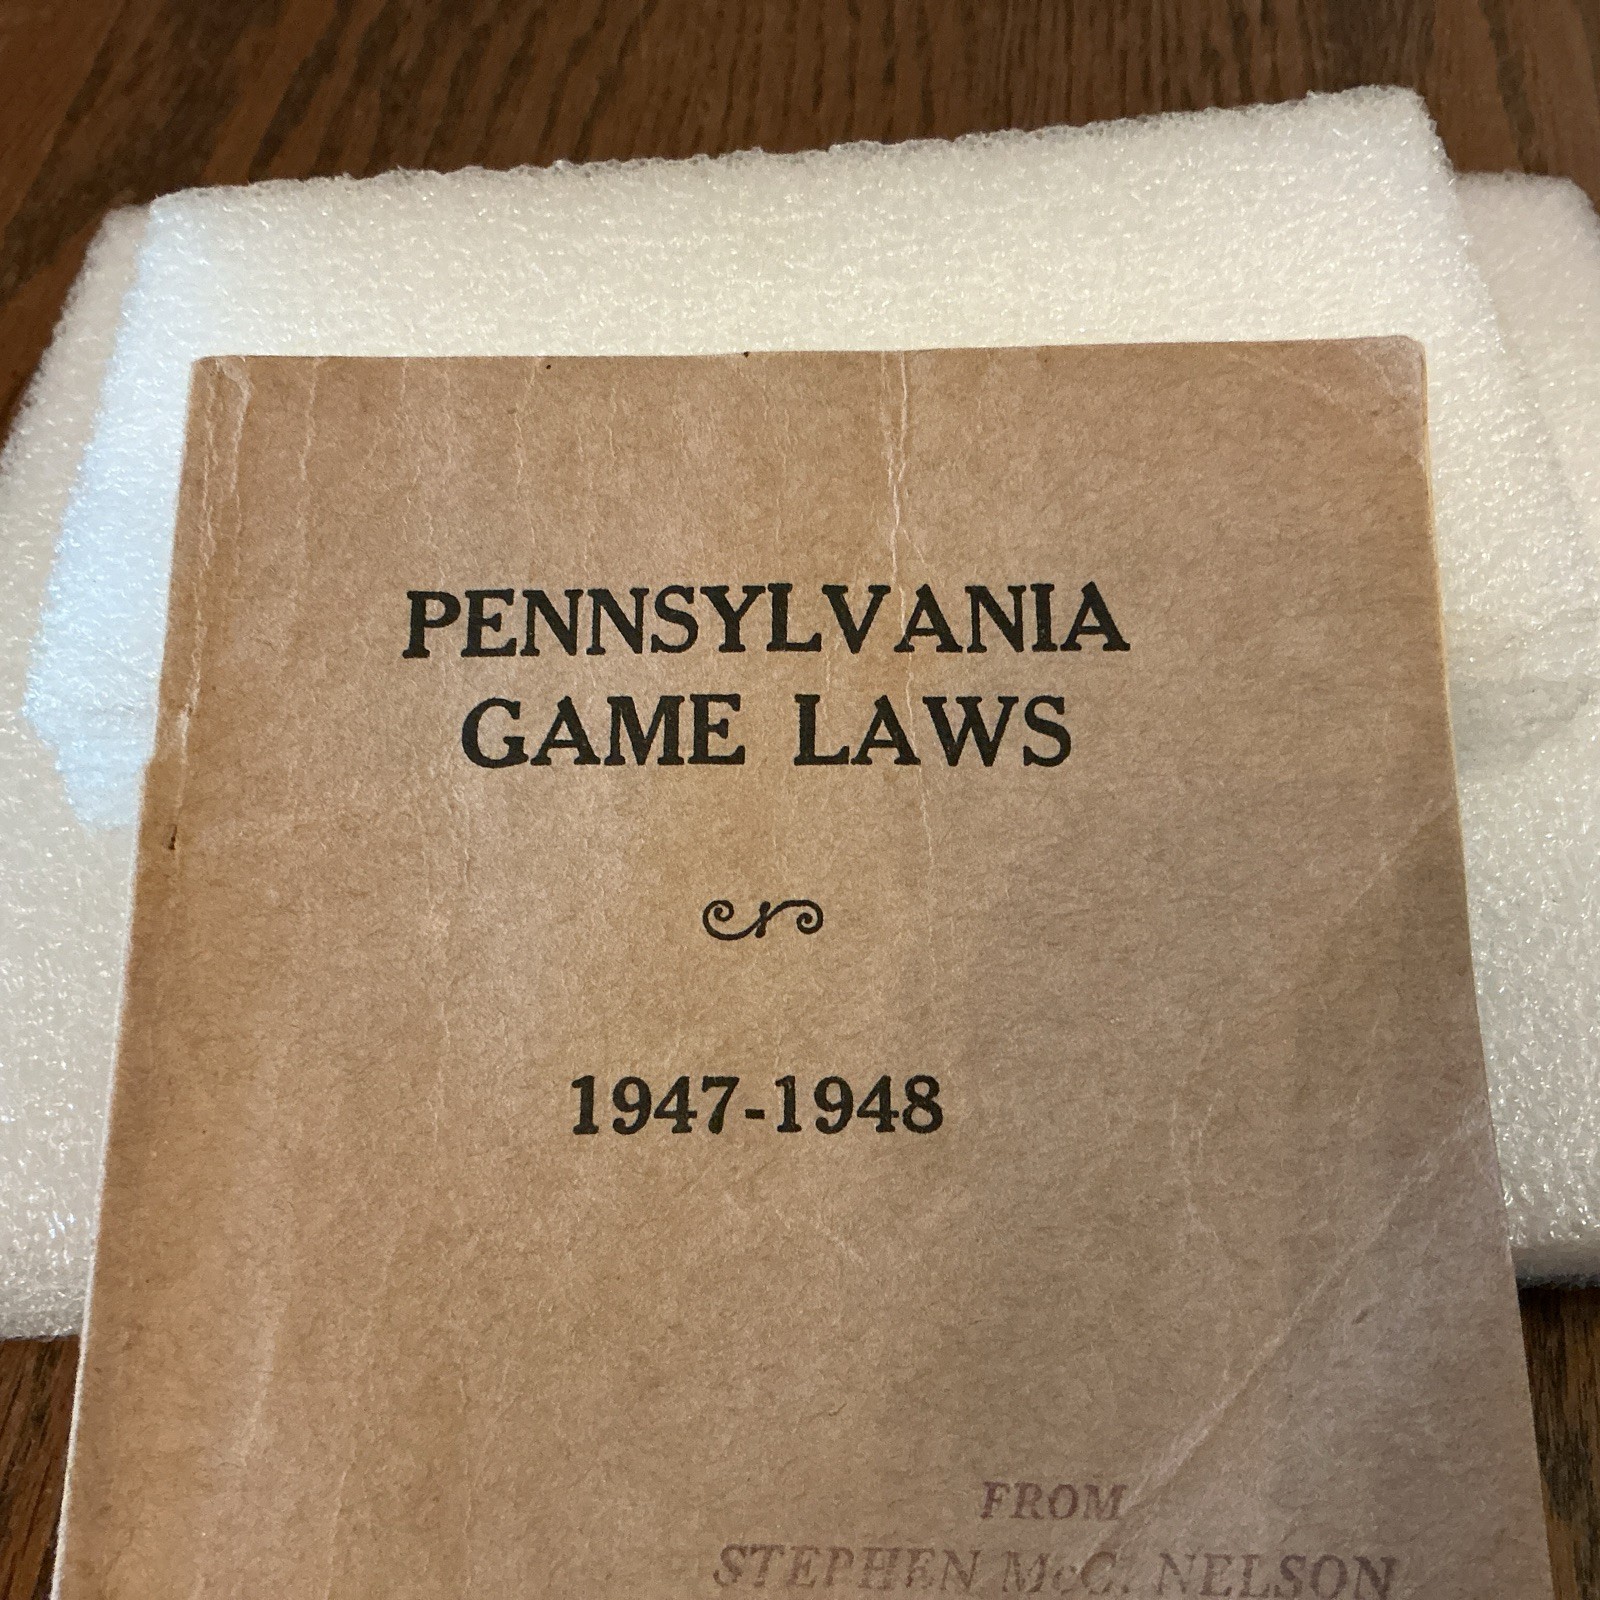 PENNSYLVANIA
GAME LAWS
1947-1948
FROM
STEPHEN McC. NELSON